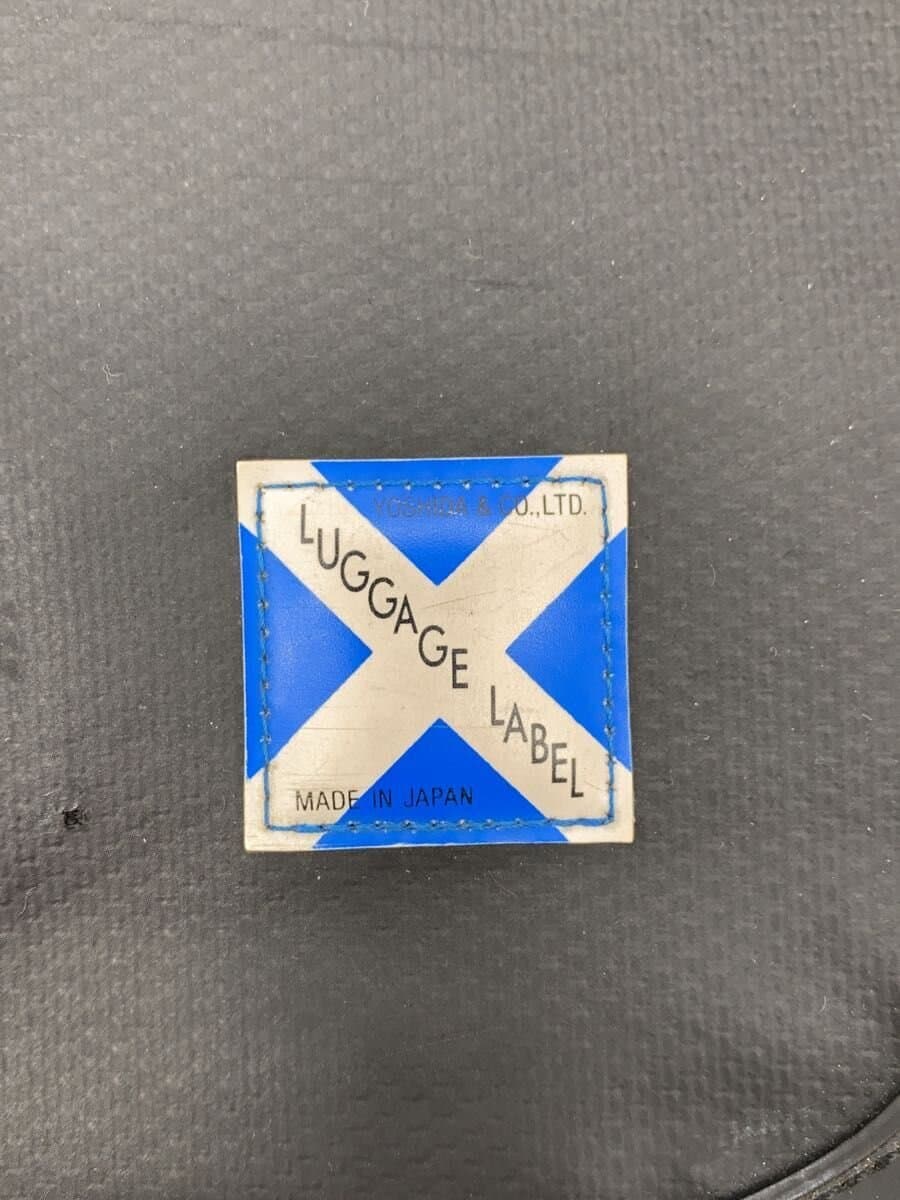 YOSHIDA & CO.,LTD.
LUGGAGE LABEL
MADE IN JAPAN